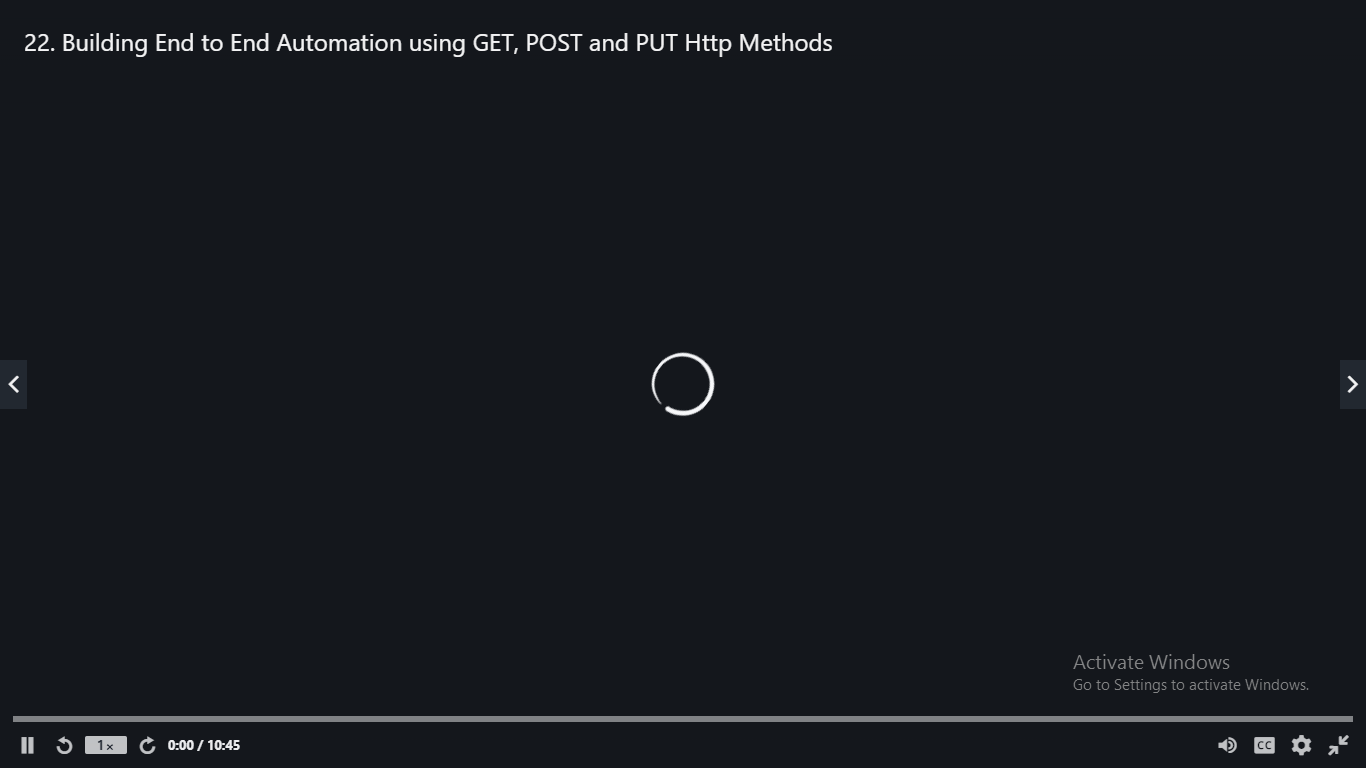 22. Building End to End Automation using GET, POST and PUT Http Methods
Activate Windows
Go to Settings to activate Windows.
1x
0:00 / 10:45
CC